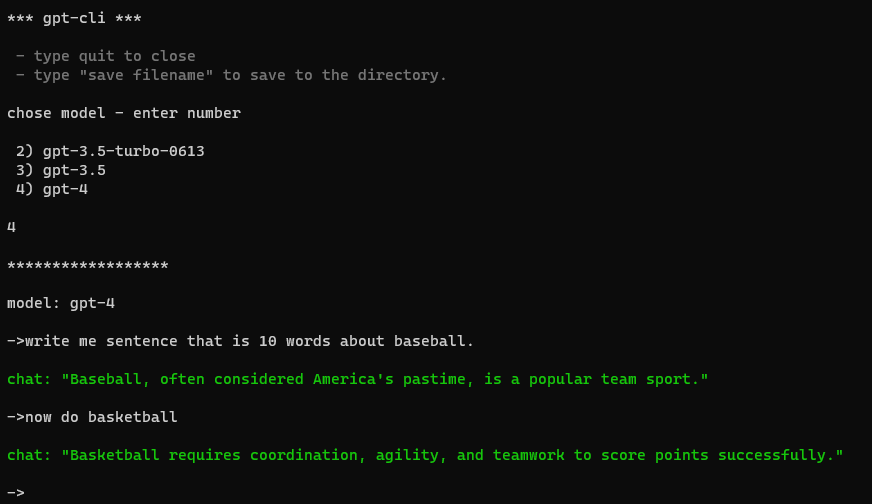 *** gpt-cli ***
- type quit to close
- type "save filename" to save to the directory.
chose model - enter number
2) gpt-3.5-turbo-0613
3) gpt-3.5
4) gpt-4
4
******************
model: gpt-4
->write me sentence that is 10 words about baseball.
chat: "Baseball, often considered America's pastime, is a popular team sport."
->now do basketball
chat: "Basketball requires coordination, agility, and teamwork to score points successfully."
->